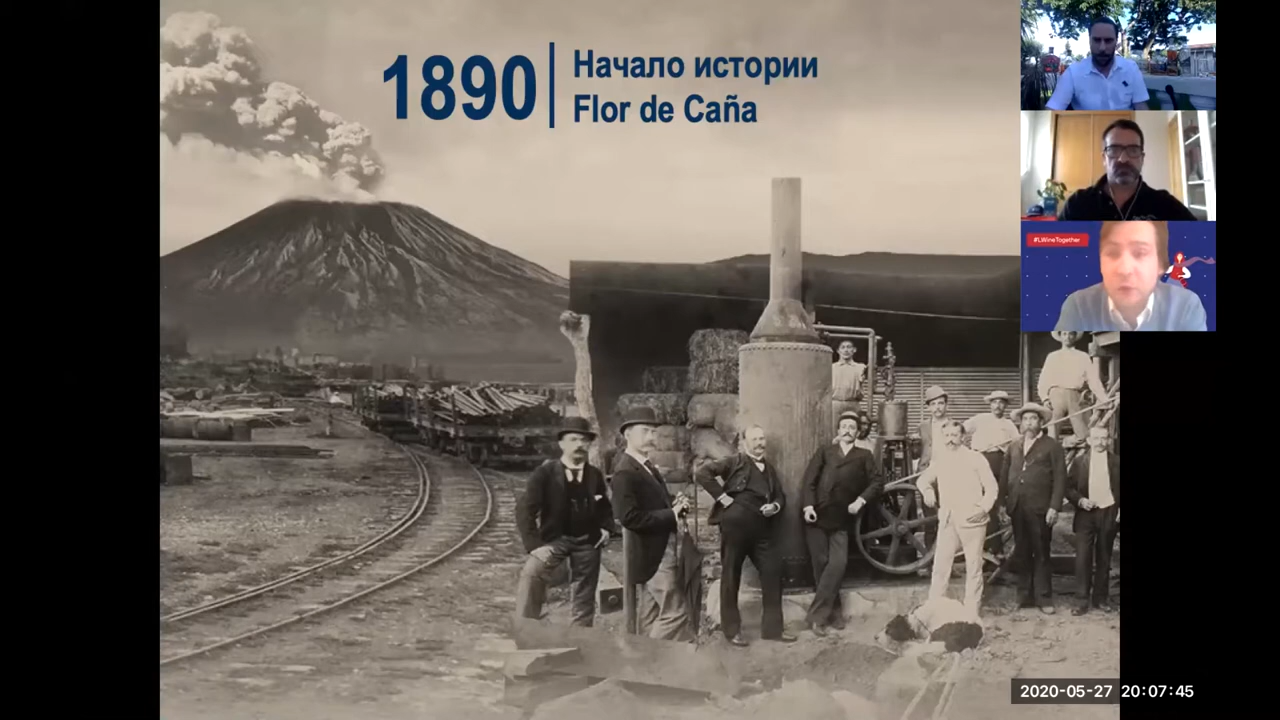 1890
Начало истории
Flor de Caña
#LWineTogether
2020-05-27 20:07:45